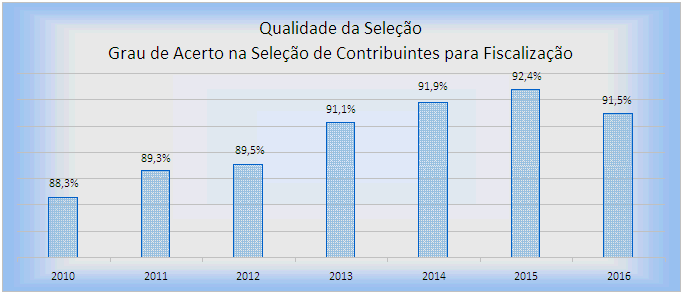 Qualidade da Seleção
Grau de Acerto na Seleção de Contribuintes para Fiscalização
88,3%
89,3%
89,5%
91,1%
91,9%
92,4%
91,5%
2010 2011 2012 2013 2014 2015 2016